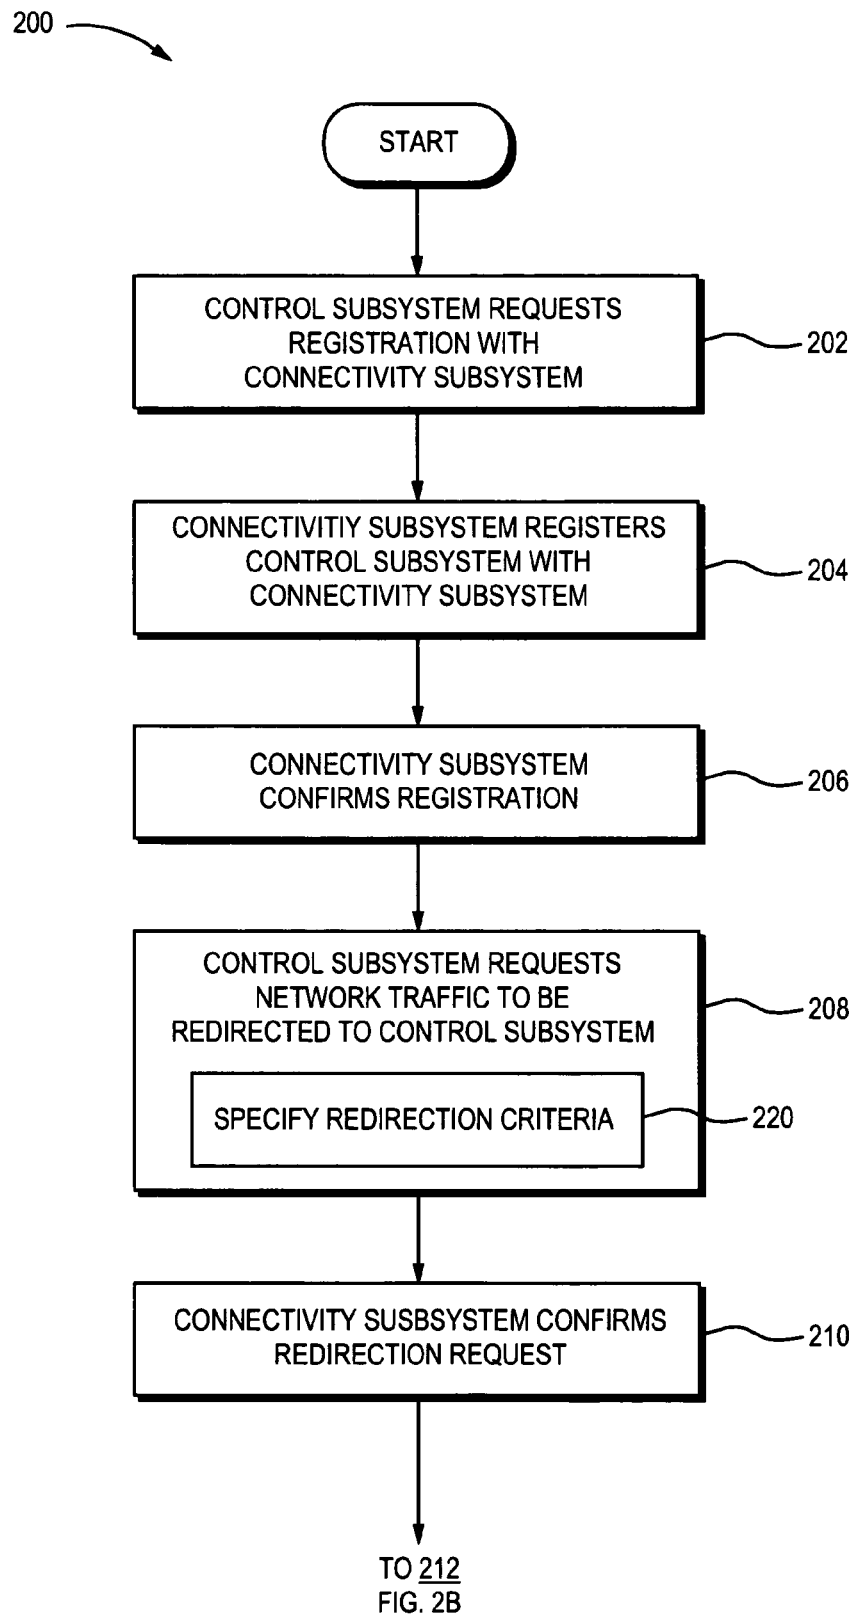 200
START
CONTROL SUBSYSTEM REQUESTS
REGISTRATION WITH
CONNECTIVITY SUBSYSTEM
202
CONNECTIVITIY SUBSYSTEM REGISTERS
CONTROL SUBSYSTEM WITH
CONNECTIVITY SUBSYSTEM
204
CONNECTIVITY SUBSYSTEM
CONFIRMS REGISTRATION
206
CONTROL SUBSYSTEM REQUESTS
NETWORK TRAFFIC TO BE
REDIRECTED TO CONTROL SUBSYSTEM
208
SPECIFY REDIRECTION CRITERIA
220
CONNECTIVITY SUSBSYSTEM CONFIRMS
REDIRECTION REQUEST
210
TO 212
FIG. 2B